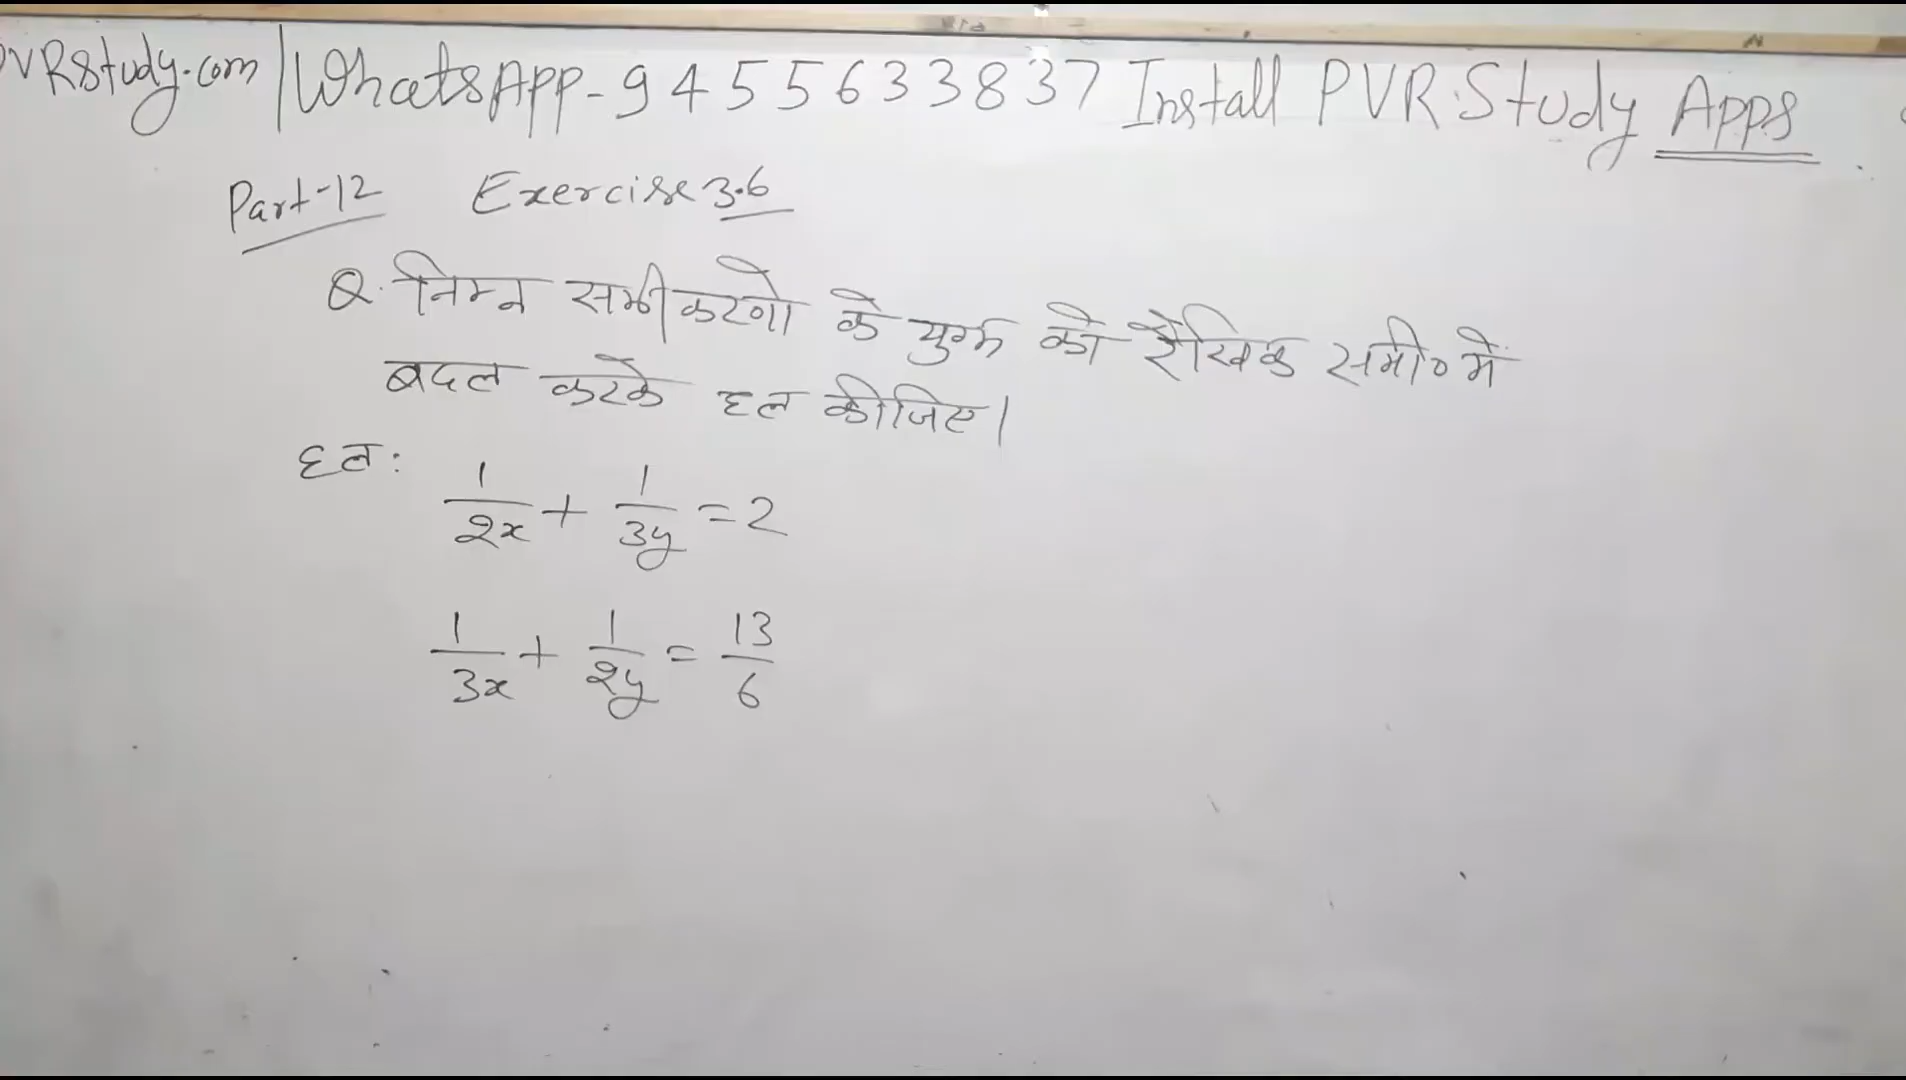 PVRstudy.com | WhatsApp-9455633837 Install PVR Study Apps
Part-12 Exercise 3.6
Q. निम्न समीकरणो के युग्म को रैखिक समी० में
बदल करके हल कीजिए।
हल:
1/2x + 1/3y = 2
1/3x + 1/2y = 13/6